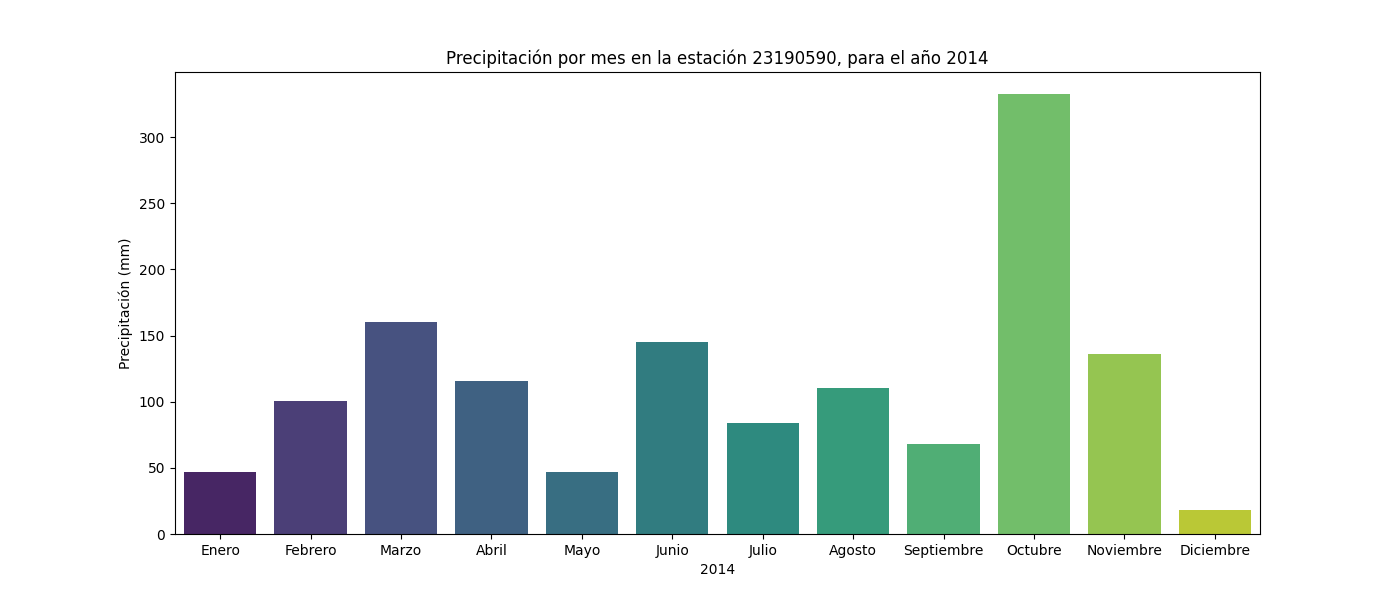 Precipitación por mes en la estación 23190590, para el año 2014
Precipitación (mm)
300
250
200
150
100
50
0
Enero Febrero Marzo Abril Mayo Junio Julio Agosto Septiembre Octubre Noviembre Diciembre
2014